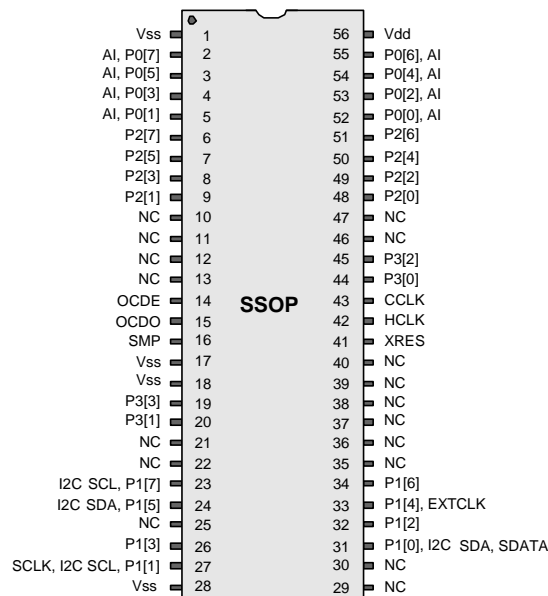 Vss 1 56 Vdd
AI, P0[7] 2 55 P0[6], AI
AI, P0[5] 3 54 P0[4], AI
AI, P0[3] 4 53 P0[2], AI
AI, P0[1] 5 52 P0[0], AI
P2[7] 6 51 P2[6]
P2[5] 7 50 P2[4]
P2[3] 8 49 P2[2]
P2[1] 9 48 P2[0]
NC 10 47 NC
NC 11 46 NC
NC 12 45 P3[2]
NC 13 44 P3[0]
OCDE 14 SSOP 43 CCLK
OCDO 15 42 HCLK
SMP 16 41 XRES
Vss 17 40 NC
Vss 18 39 NC
P3[3] 19 38 NC
P3[1] 20 37 NC
NC 21 36 NC
NC 22 35 NC
I2C SCL, P1[7] 23 34 P1[6]
I2C SDA, P1[5] 24 33 P1[4], EXTCLK
NC 25 32 P1[2]
P1[3] 26 31 P1[0], I2C SDA, SDATA
SCLK, I2C SCL, P1[1] 27 30 NC
Vss 28 29 NC